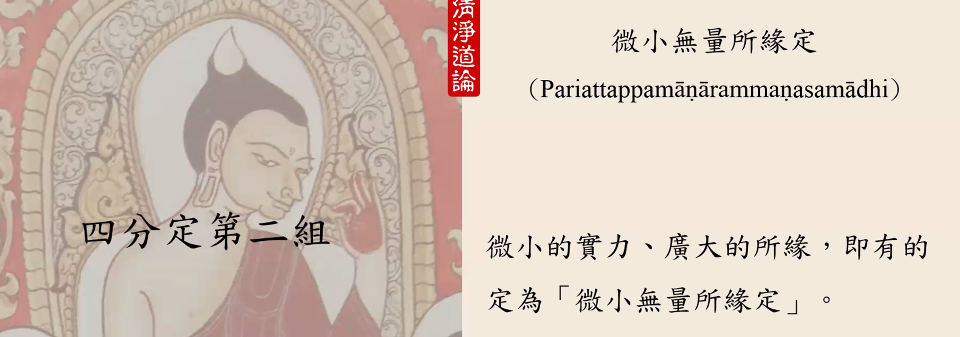 清淨道論
微小無量所緣定
（Pariattappamāṇārammaṇasamādhi）
四分定第二組
微小的實力、廣大的所緣，即有的
定為「微小無量所緣定」。